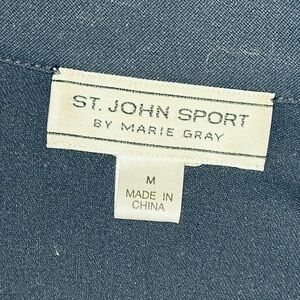 ST. JOHN SPORT
BY MARIE GRAY
M
MADE IN
CHINA